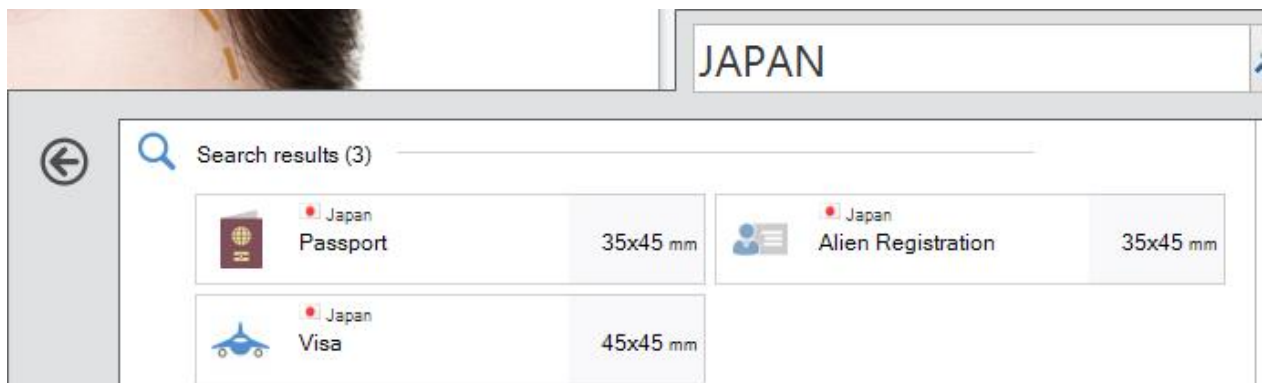 JAPAN
Search results (3)
Japan
Passport 35x45 mm
Japan
Alien Registration 35x45 mm
Japan
Visa 45x45 mm